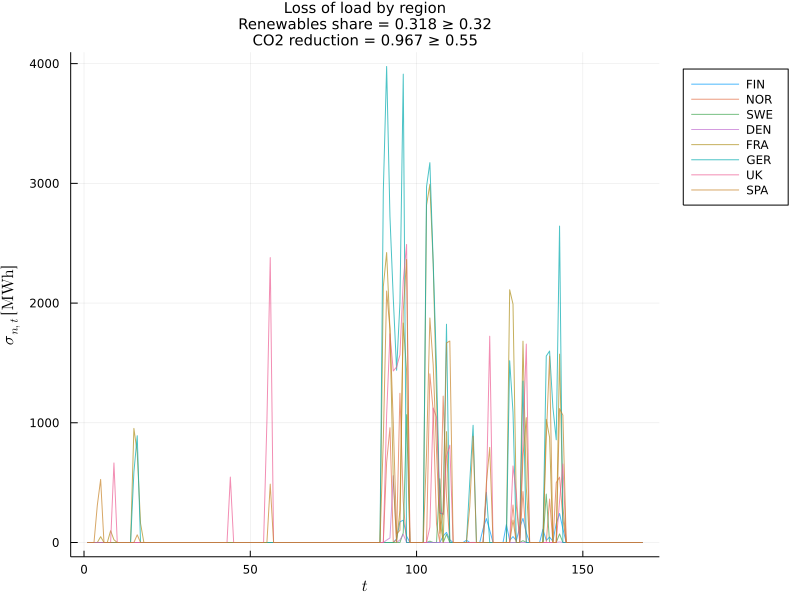 Loss of load by region
Renewables share = 0.318 ≥ 0.32
CO2 reduction = 0.967 ≥ 0.55
4000
3000
2000
1000
0
σn,t [MWh]
0
50
100
150
t
FIN
NOR
SWE
DEN
FRA
GER
UK
SPA